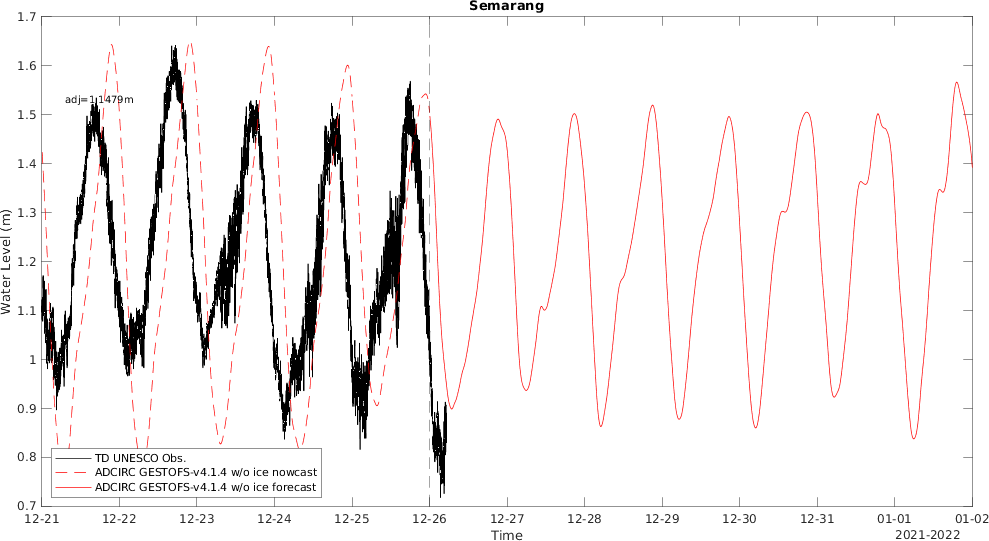 Semarang
1.7
1.6
1.5
1.4
1.3
1.2
1.1
1
0.9
0.8
0.7
Water Level (m)
adj=1.1479m
TD UNESCO Obs.
ADCIRC GESTOFS-v4.1.4 w/o ice nowcast
ADCIRC GESTOFS-v4.1.4 w/o ice forecast
12-21 12-22 12-23 12-24 12-25 12-26 12-27 12-28 12-29 12-30 12-31 01-01 01-02
Time
2021-2022